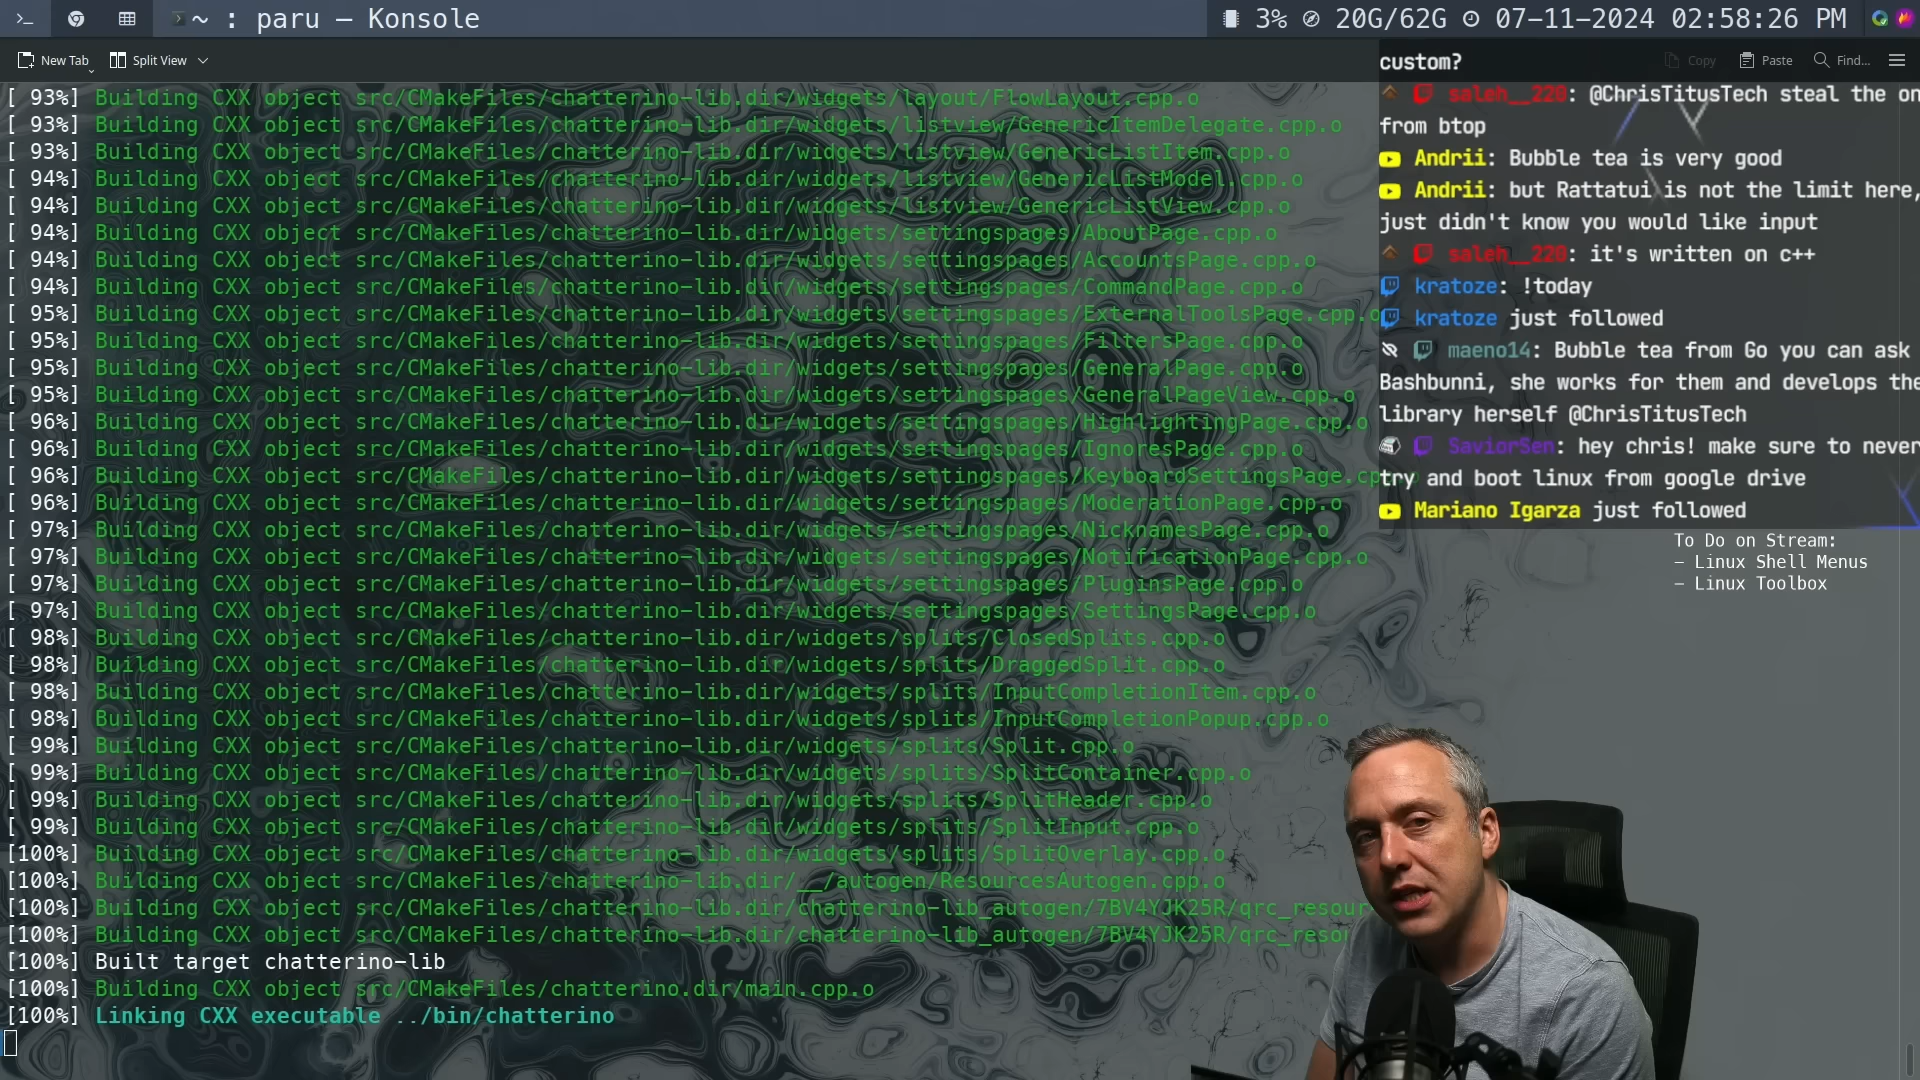 ~ : paru — Konsole
3% 20G/62G 07-11-2024 02:58:26 PM
New Tab Split View
Copy Paste Find...
[ 93%] Building CXX object src/CMakeFiles/chatterino-lib.dir/widgets/layout/FlowLayout.cpp.o
[ 93%] Building CXX object src/CMakeFiles/chatterino-lib.dir/widgets/listview/GenericItemDelegate.cpp.o
[ 93%] Building CXX object src/CMakeFiles/chatterino-lib.dir/widgets/listview/GenericListItem.cpp.o
[ 94%] Building CXX object src/CMakeFiles/chatterino-lib.dir/widgets/listview/GenericListModel.cpp.o
[ 94%] Building CXX object src/CMakeFiles/chatterino-lib.dir/widgets/listview/GenericListView.cpp.o
[ 94%] Building CXX object src/CMakeFiles/chatterino-lib.dir/widgets/settingspages/AboutPage.cpp.o
[ 94%] Building CXX object src/CMakeFiles/chatterino-lib.dir/widgets/settingspages/AccountsPage.cpp.o
[ 94%] Building CXX object src/CMakeFiles/chatterino-lib.dir/widgets/settingspages/CommandPage.cpp.o
[ 95%] Building CXX object src/CMakeFiles/chatterino-lib.dir/widgets/settingspages/ExternalToolsPage.cpp.o
[ 95%] Building CXX object src/CMakeFiles/chatterino-lib.dir/widgets/settingspages/FiltersPage.cpp.o
[ 95%] Building CXX object src/CMakeFiles/chatterino-lib.dir/widgets/settingspages/GeneralPage.cpp.o
[ 95%] Building CXX object src/CMakeFiles/chatterino-lib.dir/widgets/settingspages/GeneralPageView.cpp.o
[ 96%] Building CXX object src/CMakeFiles/chatterino-lib.dir/widgets/settingspages/HighlightingPage.cpp.o
[ 96%] Building CXX object src/CMakeFiles/chatterino-lib.dir/widgets/settingspages/IgnoresPage.cpp.o
[ 96%] Building CXX object src/CMakeFiles/chatterino-lib.dir/widgets/settingspages/KeyboardSettingsPage.cp
[ 96%] Building CXX object src/CMakeFiles/chatterino-lib.dir/widgets/settingspages/ModerationPage.cpp.o
[ 97%] Building CXX object src/CMakeFiles/chatterino-lib.dir/widgets/settingspages/NicknamesPage.cpp.o
[ 97%] Building CXX object src/CMakeFiles/chatterino-lib.dir/widgets/settingspages/NotificationPage.cpp.o
[ 97%] Building CXX object src/CMakeFiles/chatterino-lib.dir/widgets/settingspages/PluginsPage.cpp.o
[ 97%] Building CXX object src/CMakeFiles/chatterino-lib.dir/widgets/settingspages/SettingsPage.cpp.o
[ 98%] Building CXX object src/CMakeFiles/chatterino-lib.dir/widgets/splits/ClosedSplits.cpp.o
[ 98%] Building CXX object src/CMakeFiles/chatterino-lib.dir/widgets/splits/DraggedSplit.cpp.o
[ 98%] Building CXX object src/CMakeFiles/chatterino-lib.dir/widgets/splits/InputCompletionItem.cpp.o
[ 98%] Building CXX object src/CMakeFiles/chatterino-lib.dir/widgets/splits/InputCompletionPopup.cpp.o
[ 99%] Building CXX object src/CMakeFiles/chatterino-lib.dir/widgets/splits/Split.cpp.o
[ 99%] Building CXX object src/CMakeFiles/chatterino-lib.dir/widgets/splits/SplitContainer.cpp.o
[ 99%] Building CXX object src/CMakeFiles/chatterino-lib.dir/widgets/splits/SplitHeader.cpp.o
[ 99%] Building CXX object src/CMakeFiles/chatterino-lib.dir/widgets/splits/SplitInput.cpp.o
[100%] Building CXX object src/CMakeFiles/chatterino-lib.dir/widgets/splits/SplitOverlay.cpp.o
[100%] Building CXX object src/CMakeFiles/chatterino-lib.dir/__/autogen/ResourcesAutogen.cpp.o
[100%] Building CXX object src/CMakeFiles/chatterino-lib.dir/chatterino-lib_autogen/7BV4YJK25R/qrc_resour
[100%] Building CXX object src/CMakeFiles/chatterino-lib.dir/chatterino-lib_autogen/7BV4YJK25R/qrc_reso
[100%] Built target chatterino-lib
[100%] Building CXX object src/CMakeFiles/chatterino.dir/main.cpp.o
[100%] Linking CXX executable ../bin/chatterino
custom?
saleh__220: @ChrisTitusTech steal the on
from btop
Andrii: Bubble tea is very good
Andrii: but Rattatui is not the limit here,
just didn't know you would like input
saleh__220: it's written on c++
kratoze: !today
kratoze just followed
maeno14: Bubble tea from Go you can ask
Bashbunni, she works for them and develops the
library herself @ChrisTitusTech
SaviorSen: hey chris! make sure to never
try and boot linux from google drive
Mariano Igarza just followed
To Do on Stream:
- Linux Shell Menus
- Linux Toolbox